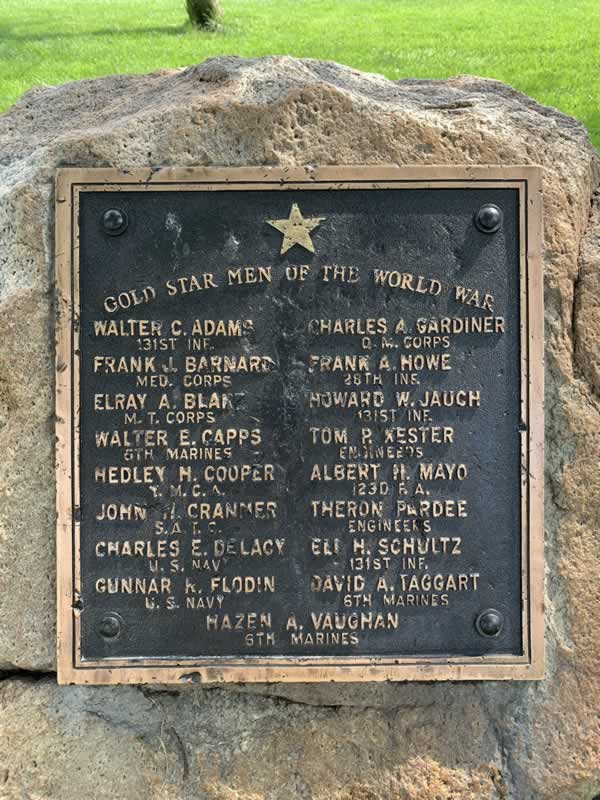 GOLD STAR MEN OF THE WORLD WAR
WALTER C. ADAMS
131ST INF.
FRANK J. BARNARD
MED. CORPS
ELRAY A. BLAKE
M. T. CORPS
WALTER E. CAPPS
6TH MARINES
HEDLEY H. COOPER
Y. M. C. A.
JOHN H. CRANMER
S. A. T. C.
CHARLES E. DELACY
U. S. NAVY
GUNNAR R. FLODIN
U. S. NAVY
CHARLES A. GARDINER
Q. M. CORPS
FRANK A. HOWE
28TH INF.
HOWARD W. JAUCH
131ST INF.
TOM P. KESTER
ENGINEERS
ALBERT H. MAYO
123D F. A.
THERON PARDEE
ENGINEERS
ELI H. SCHULTZ
131ST INF.
DAVID A. TAGGART
6TH MARINES
HAZEN A. VAUGHAN
6TH MARINES